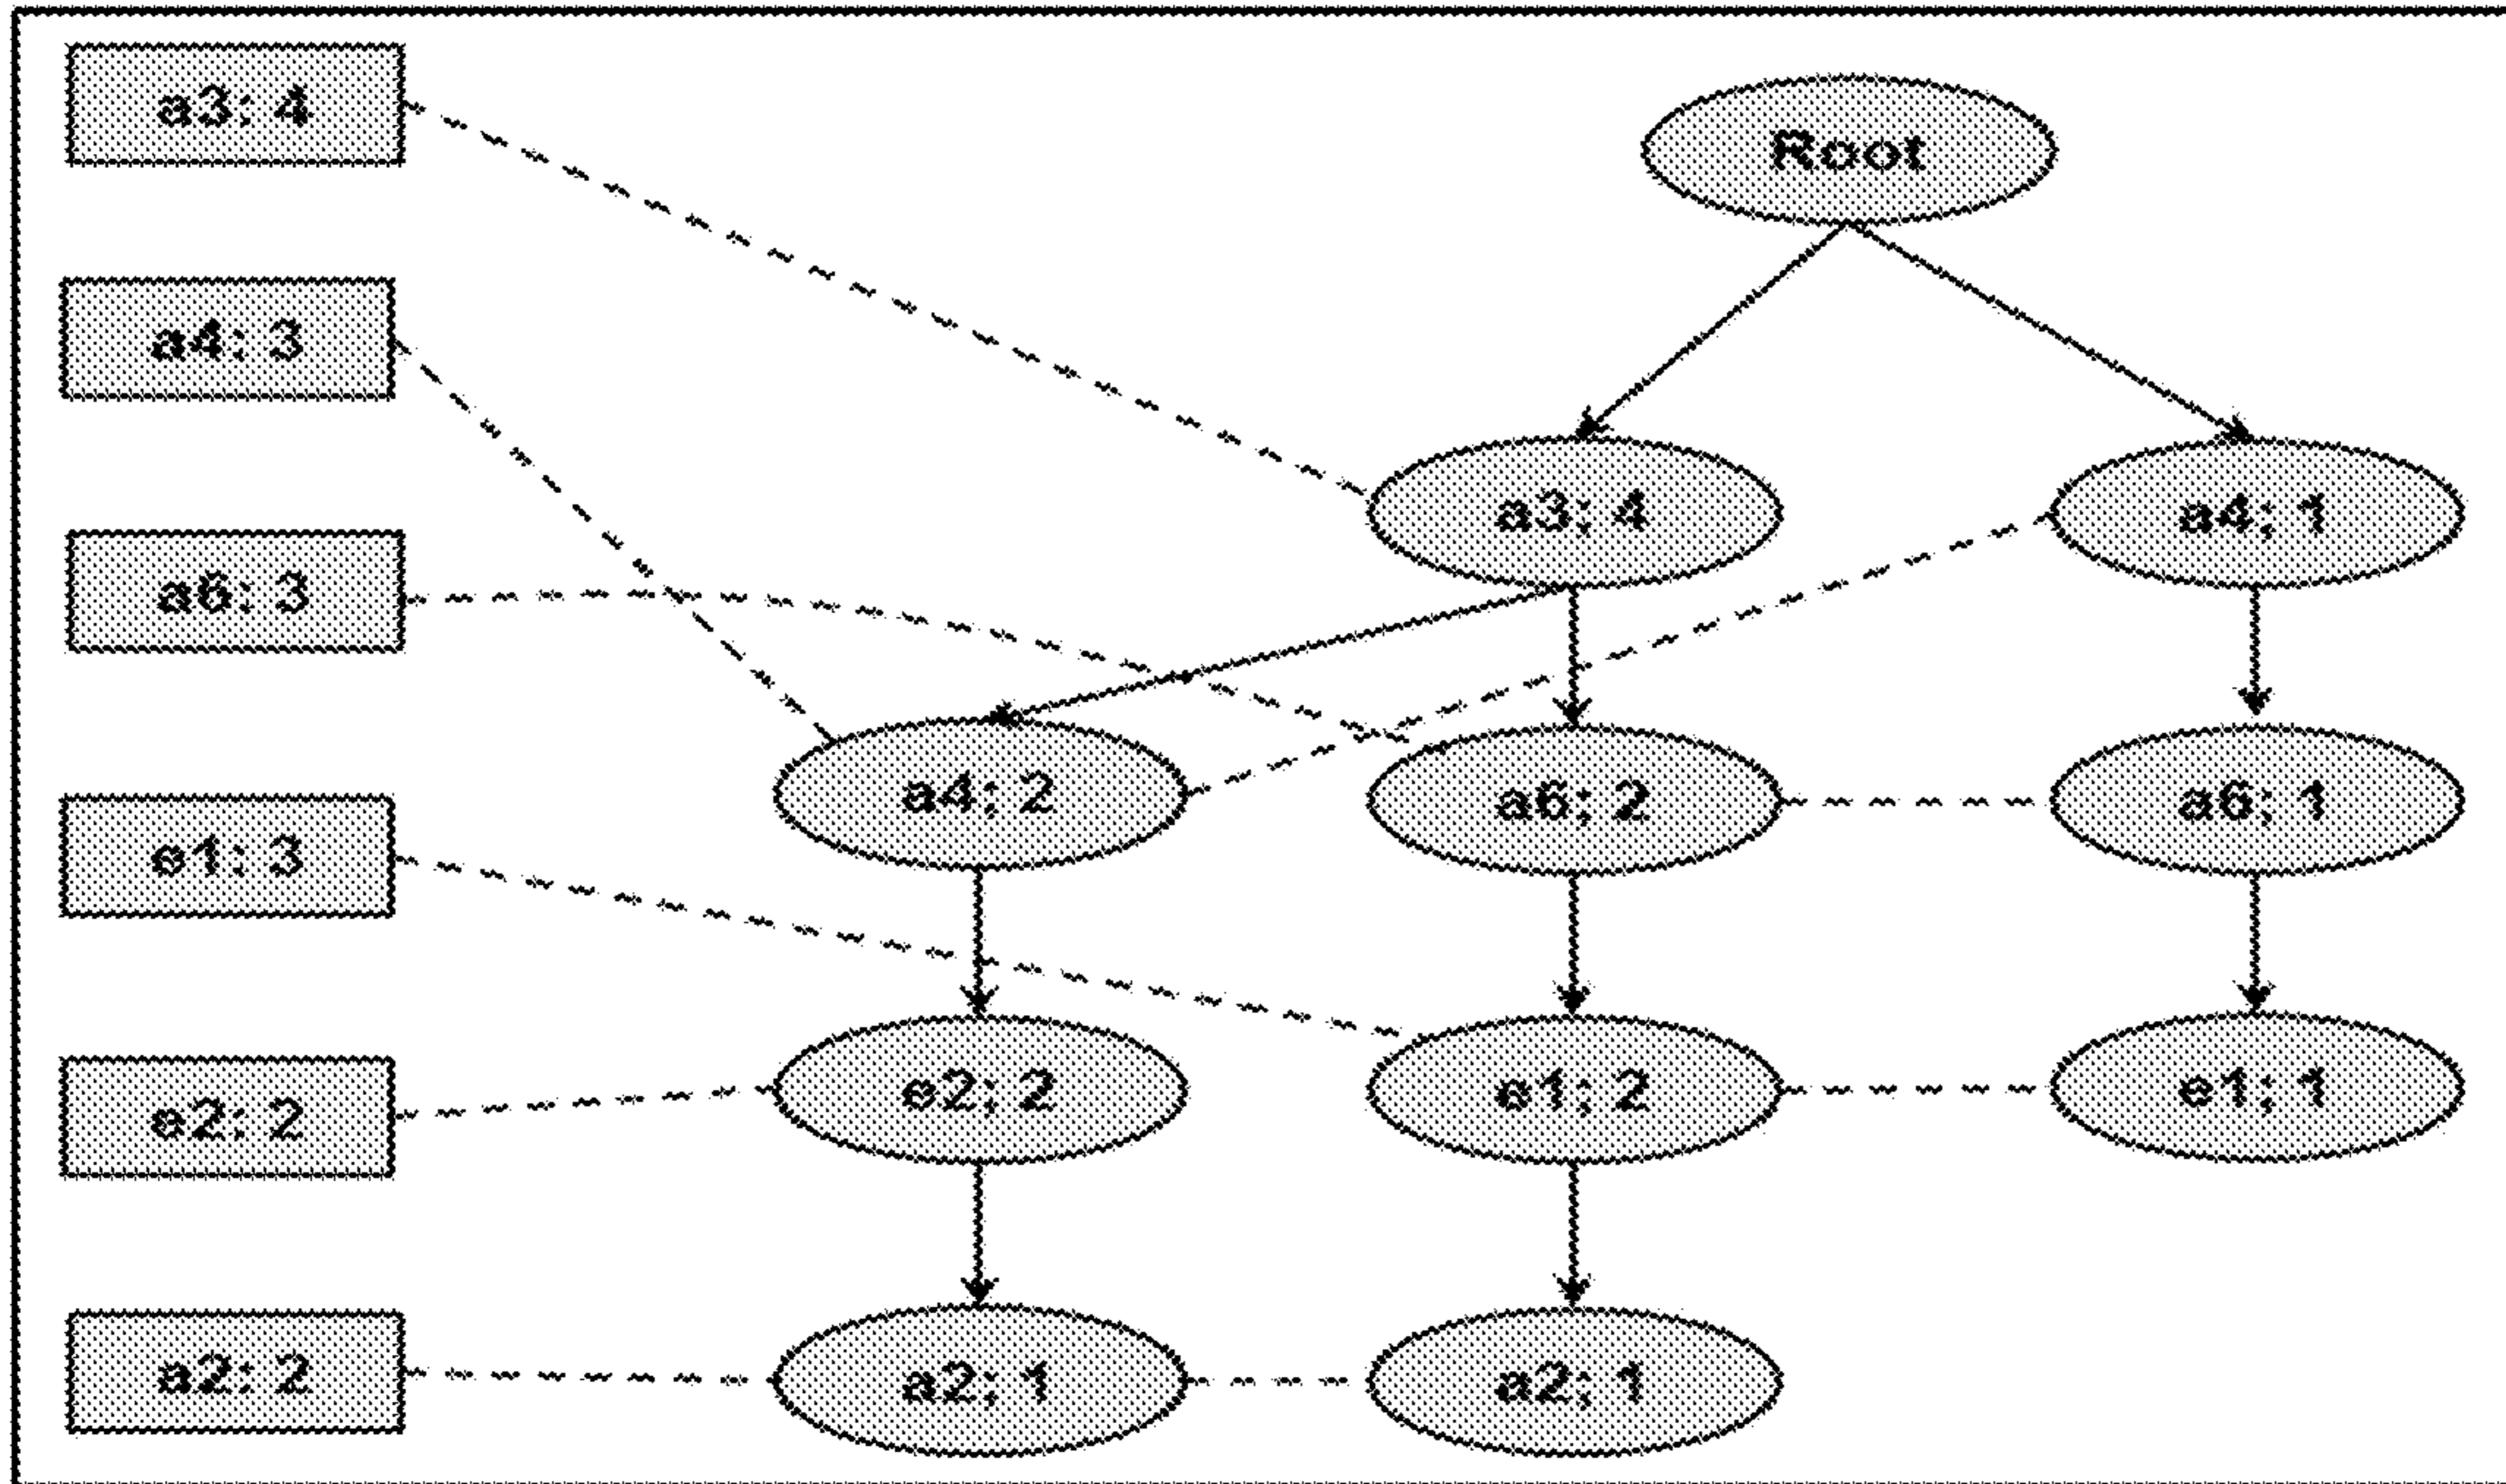 a3: 4
Root
a4: 3
a3; 4
a4; 1
a6: 3
a4; 2
a6; 2
a6; 1
e1: 3
e2; 2
e1; 2
e1; 1
e2: 2
a2: 2
a2; 1
a2; 1